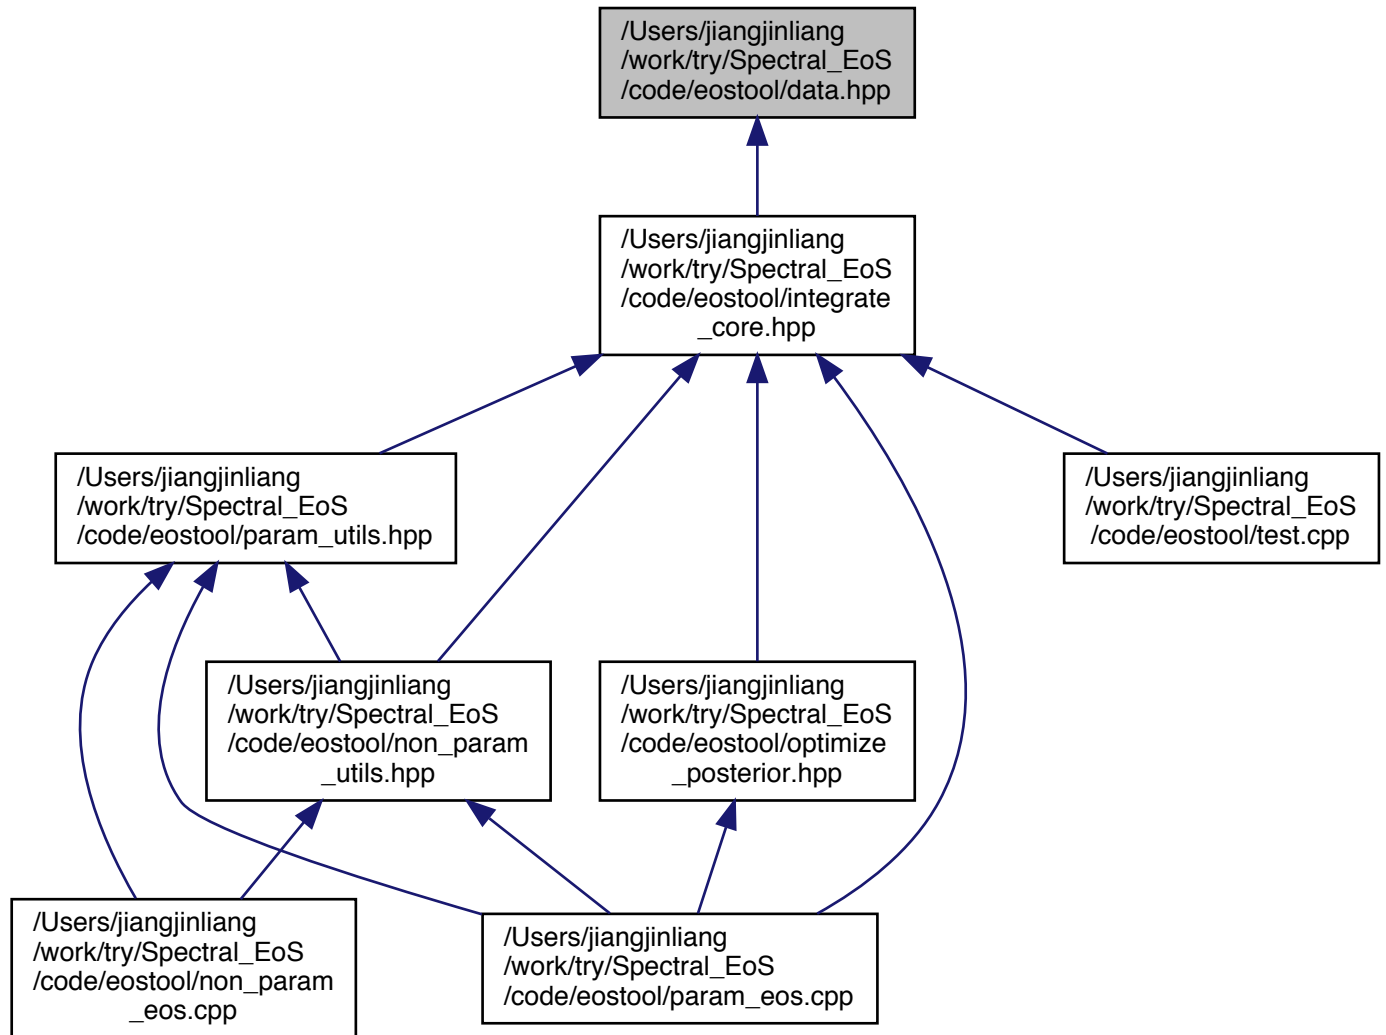 /Users/jiangjinliang
/work/try/Spectral_EoS
/code/eostool/data.hpp
/Users/jiangjinliang
/work/try/Spectral_EoS
/code/eostool/integrate
_core.hpp
/Users/jiangjinliang
/work/try/Spectral_EoS
/code/eostool/param_utils.hpp
/Users/jiangjinliang
/work/try/Spectral_EoS
/code/eostool/test.cpp
/Users/jiangjinliang
/work/try/Spectral_EoS
/code/eostool/non_param
_utils.hpp
/Users/jiangjinliang
/work/try/Spectral_EoS
/code/eostool/optimize
_posterior.hpp
/Users/jiangjinliang
/work/try/Spectral_EoS
/code/eostool/non_param
_eos.cpp
/Users/jiangjinliang
/work/try/Spectral_EoS
/code/eostool/param_eos.cpp